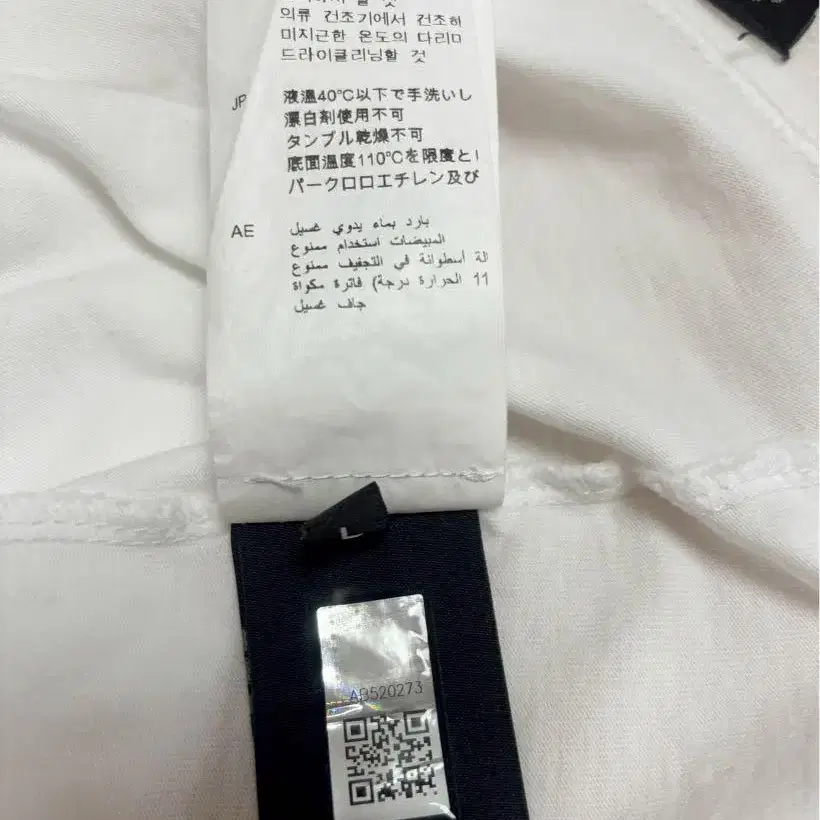 의류 건조기에서 건조하
미지근한 온도의 다리미
드라이클리닝할 것
JP
液温40℃以下で手洗いし
漂白剤使用不可
タンブル乾燥不可
底面温度110℃を限度とし
パークロロエチレン及び
AE
بارد بماء يدوي غسيل
المبيضات استخدام ممنوع
الة أسطوانة في التجفيف ممنوع
11 الحرارة درجة) فاترة مكواة
جاف غسيل
L
AB520273